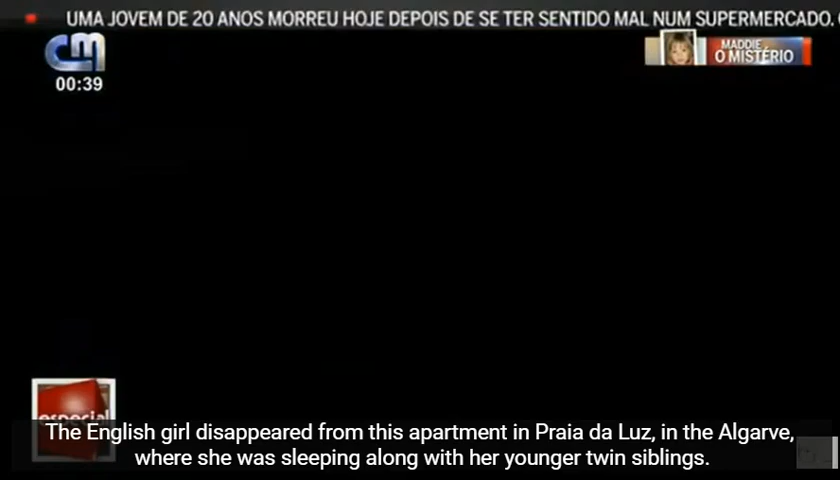 UMA JOVEM DE 20 ANOS MORREU HOJE DEPOIS DE SE TER SENTIDO MAL NUM SUPERMERCADO.
CM
MADDIE
O MISTÉRIO
00:39
especial
The English girl disappeared from this apartment in Praia da Luz, in the Algarve,
where she was sleeping along with her younger twin siblings.